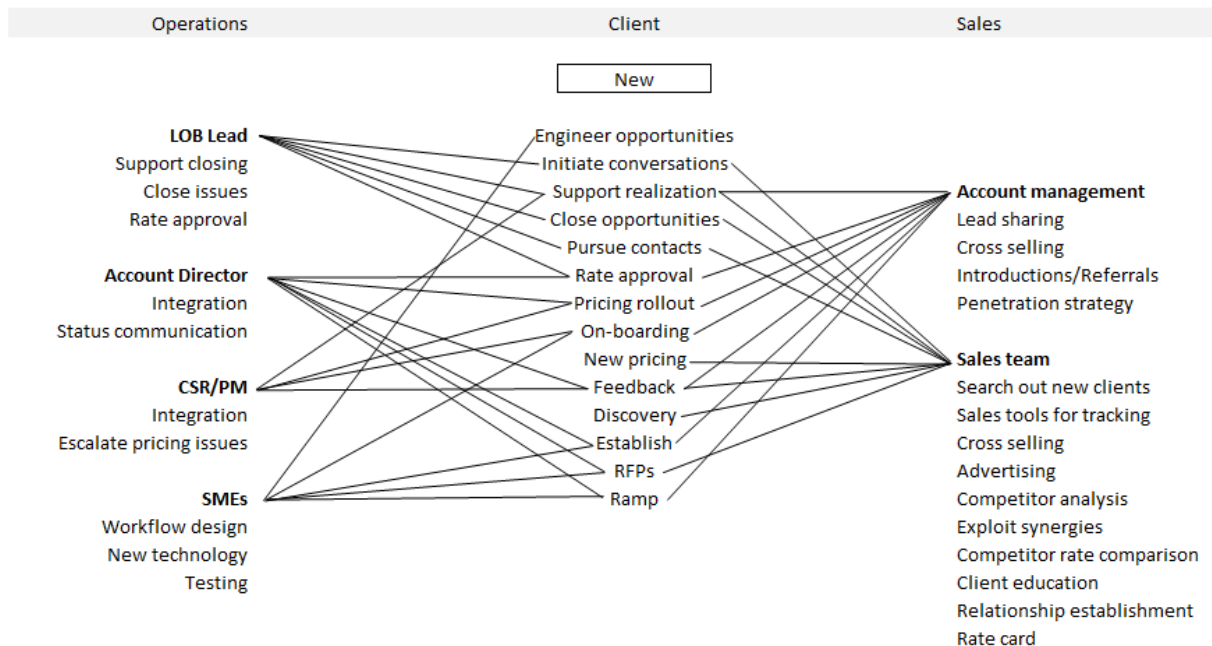 Operations Client Sales
New
LOB Lead
Support closing
Close issues
Rate approval
Account Director
Integration
Status communication
CSR/PM
Integration
Escalate pricing issues
SMEs
Workflow design
New technology
Testing
Engineer opportunities
Initiate conversations
Support realization
Close opportunities
Pursue contacts
Rate approval
Pricing rollout
On-boarding
New pricing
Feedback
Discovery
Establish
RFPs
Ramp
Account management
Lead sharing
Cross selling
Introductions/Referrals
Penetration strategy
Sales team
Search out new clients
Sales tools for tracking
Cross selling
Advertising
Competitor analysis
Exploit synergies
Competitor rate comparison
Client education
Relationship establishment
Rate card